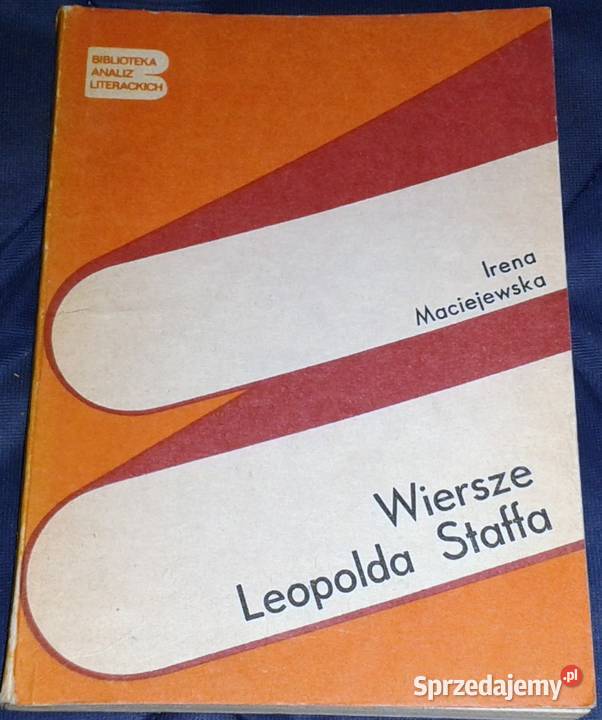 BIBLIOTEKA
ANALIZ
LITERACKICH
Irena
Maciejewska
Wiersze
Leopolda Staffa
Sprzedajemy.pl